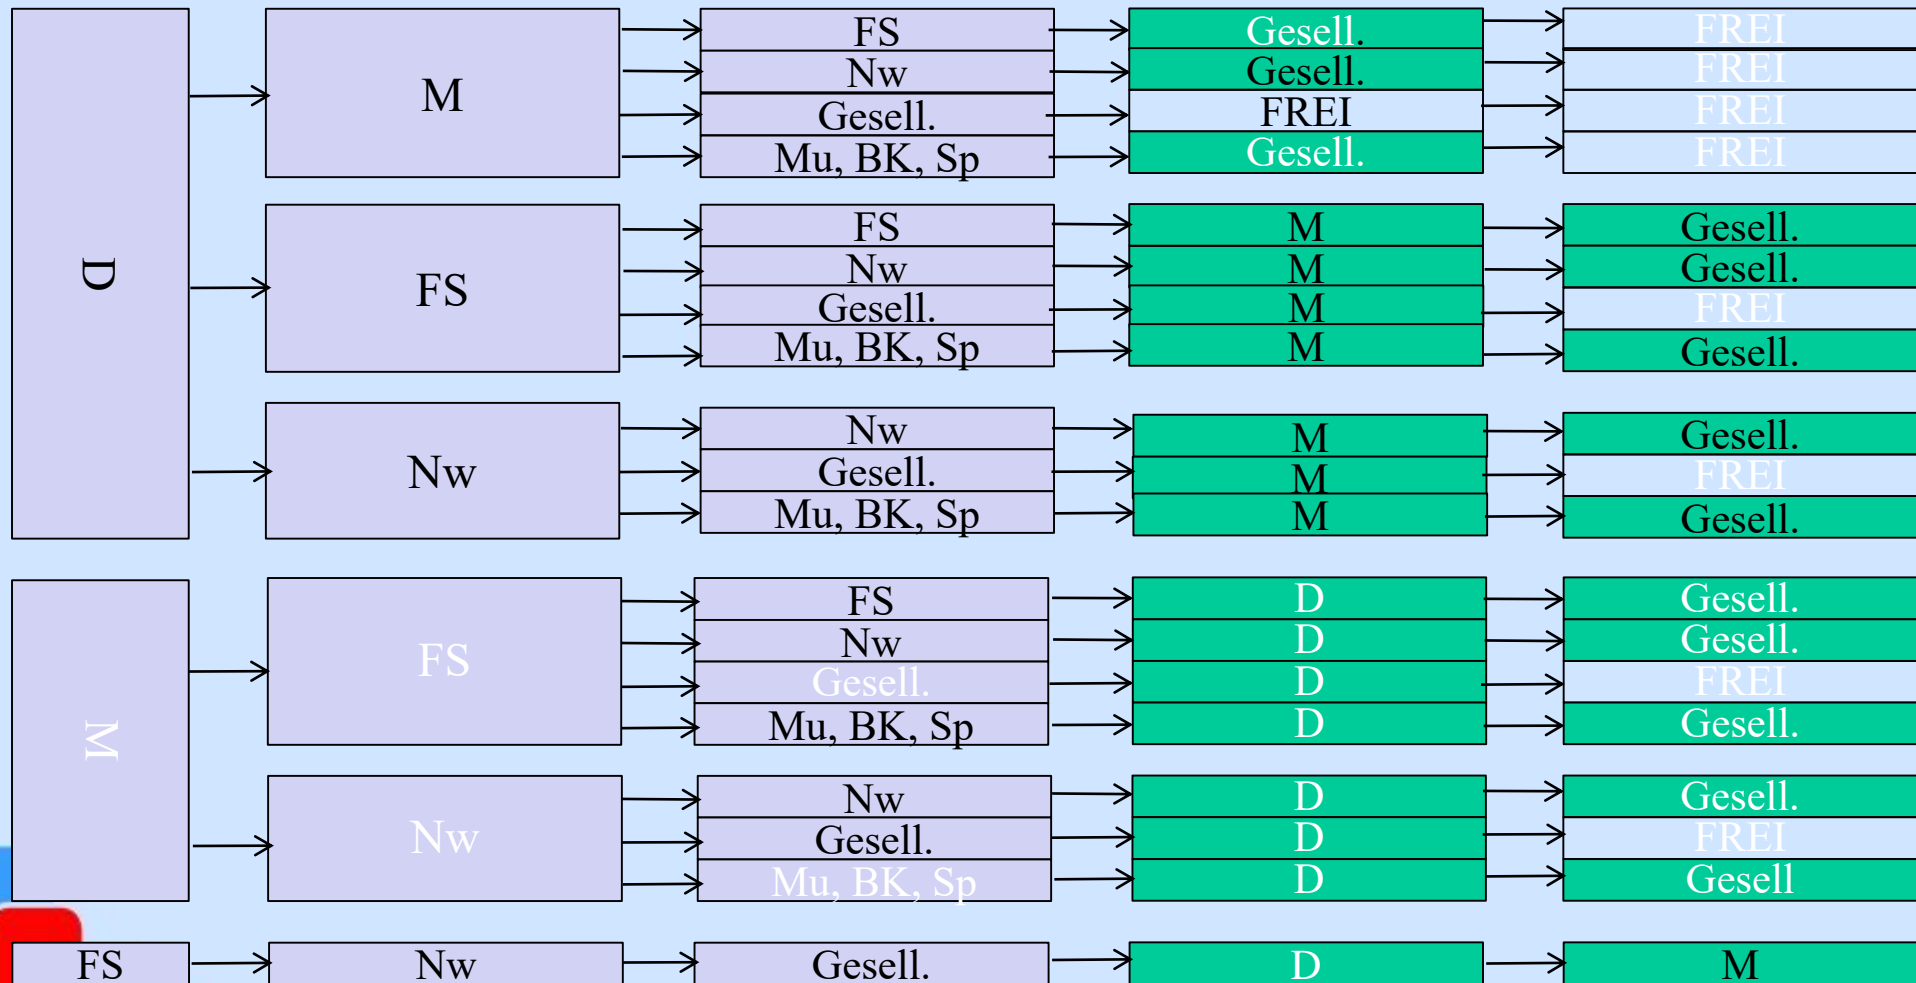 D
M
FS
Gesell.
FREI
Nw
Gesell.
FREI
Gesell.
FREI
FREI
Mu, BK, Sp
Gesell.
FREI
FS
FS
M
Gesell.
Nw
M
Gesell.
Gesell.
M
FREI
Mu, BK, Sp
M
Gesell.
Nw
Nw
M
Gesell.
Gesell.
M
FREI
Mu, BK, Sp
M
Gesell.
M
FS
FS
D
Gesell.
Nw
D
Gesell.
Gesell.
D
FREI
Mu, BK, Sp
D
Gesell.
Nw
Nw
D
Gesell.
Gesell.
D
FREI
Mu, BK, Sp
D
Gesell
FS
Nw
Gesell.
D
M